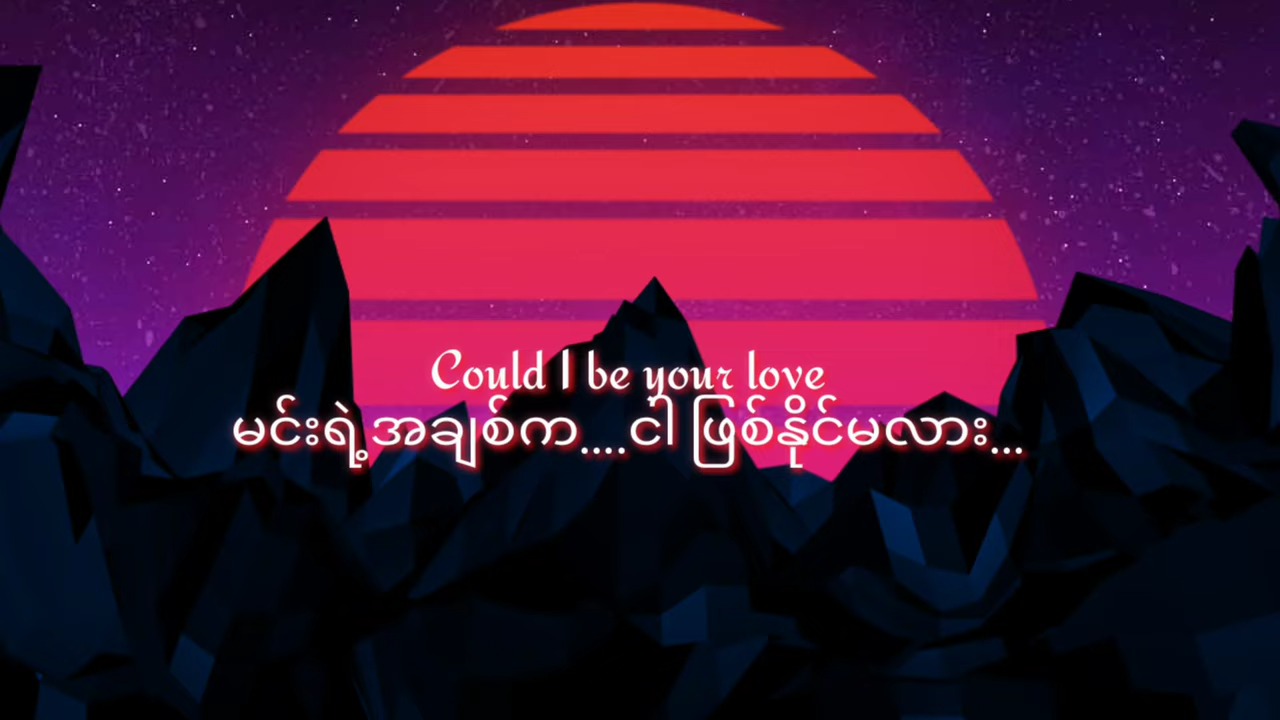 Could I be your love
မင်းရဲ့အချစ်က....ငါ ဖြစ်နိုင်မလား...